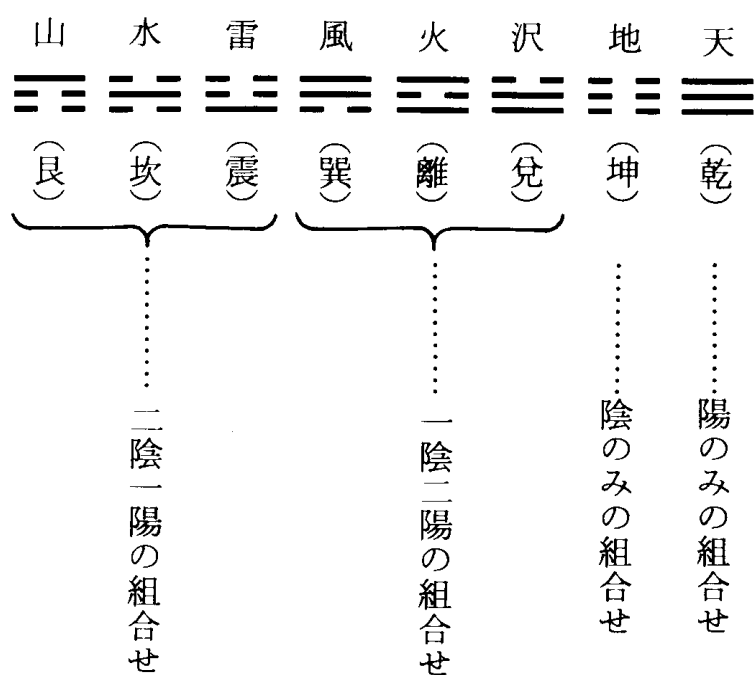 天
☰
（乾）
………陽のみの組合せ
地
☷
（坤）
………陰のみの組合せ
沢
☱
（兌）
火
☲
（離）
風
☴
（巽）
………一陰二陽の組合せ
雷
☳
（震）
水
☵
（坎）
山
☶
（艮）
………二陰一陽の組合せ